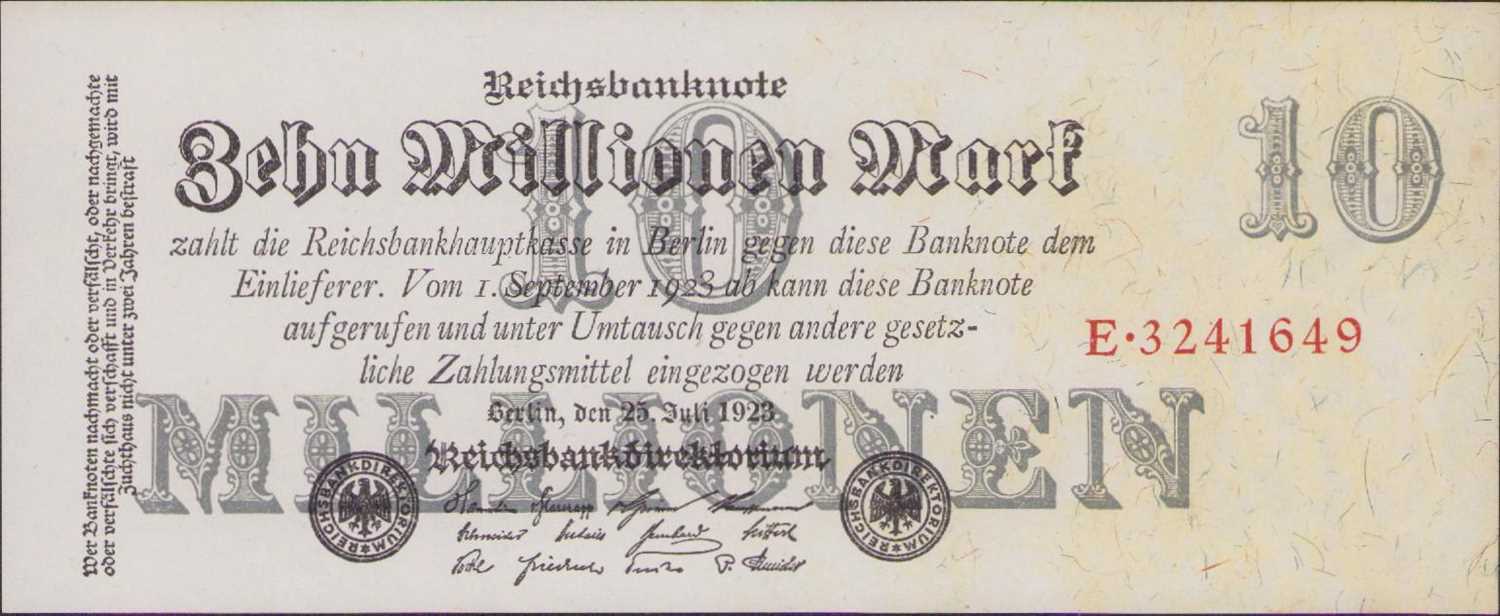 Reichsbanknote
Zehn Millionen Mark
10
10
zahlt die Reichsbankhauptkasse in Berlin gegen diese Banknote dem
Einlieferer. Vom 1. September 1923 ab kann diese Banknote
aufgerufen und unter Umtausch gegen andere gesetz-
liche Zahlungsmittel eingezogen werden
E·3241649
MILLIONEN
Berlin, den 25. Juli 1923
Reichsbankdirektorium
REICHSBANKDIREKTORIUM
REICHSBANKDIREKTORIUM
Wer Banknoten nachmacht oder verfälscht, oder nachgemachte
oder verfälschte sich verschafft und in Verkehr bringt, wird mit
Zuchthaus nicht unter zwei Jahren bestraft